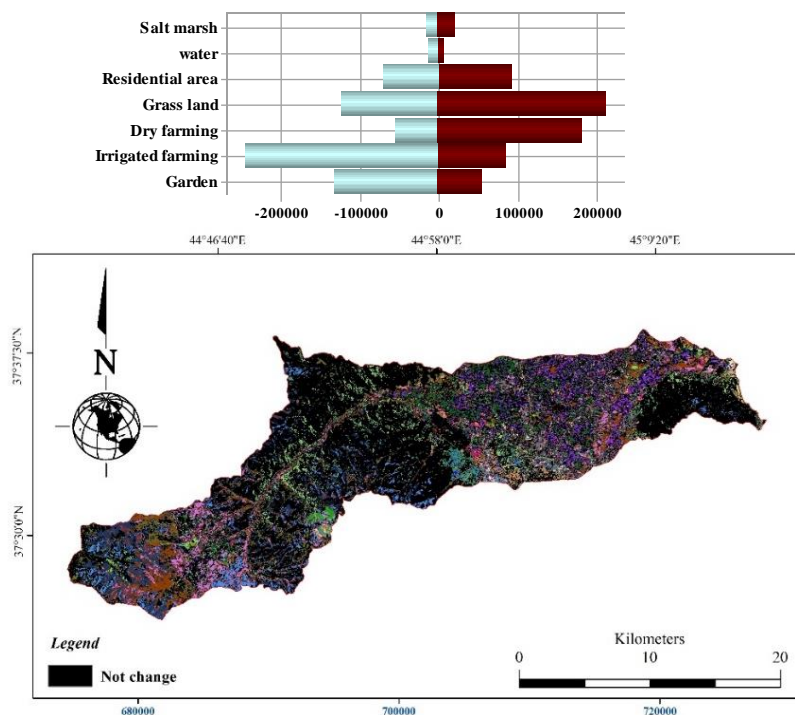 Salt marsh
water
Residential area
Grass land
Dry farming
Irrigated farming
Garden
-200000 -100000 0 100000 200000
44°46'40"E 44°58'0"E 45°9'20"E
37°37'30"N
N
37°30'0"N
Legend
Not change
Kilometers
0 10 20
680000 700000 720000